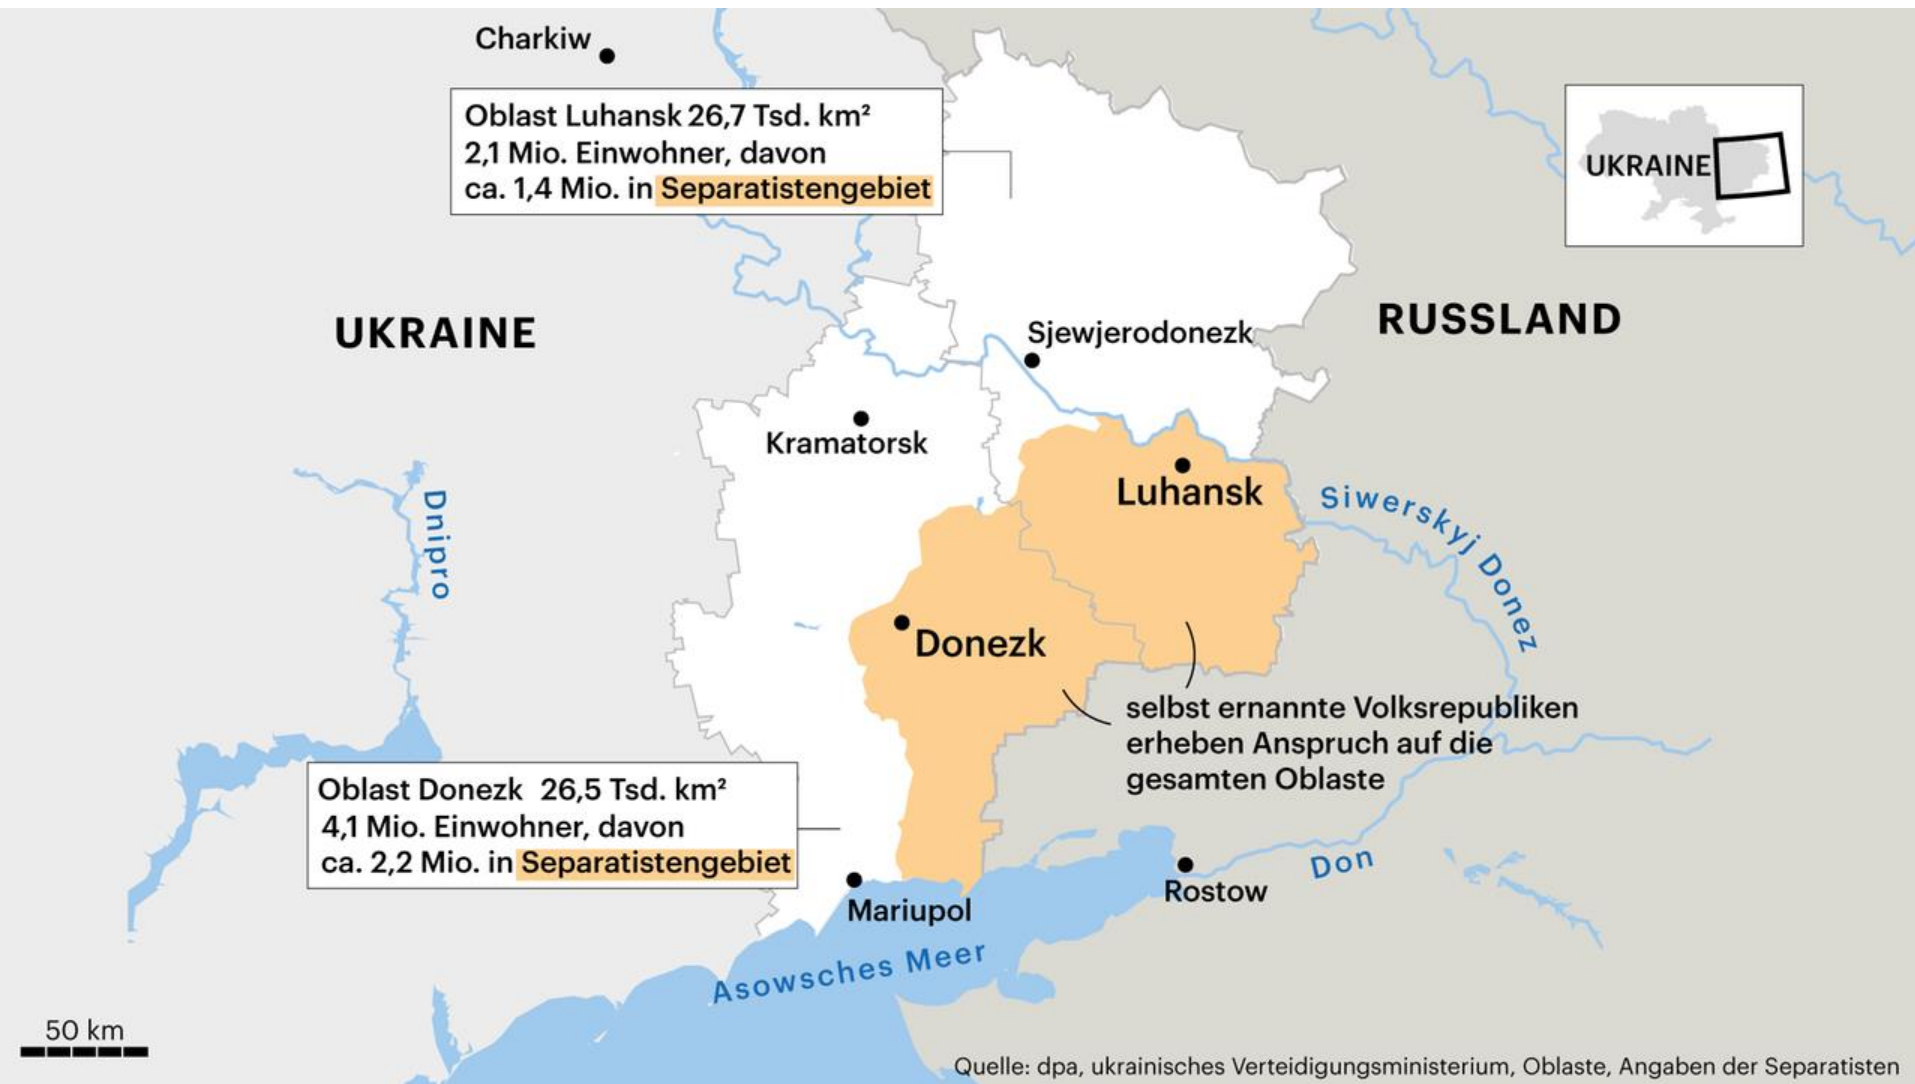 Charkiw
Oblast Luhansk 26,7 Tsd. km²
2,1 Mio. Einwohner, davon
ca. 1,4 Mio. in Separatistengebiet
UKRAINE
UKRAINE
RUSSLAND
Sjewjerodonezk
Kramatorsk
Luhansk
Siwerskyj Donez
Dnipro
Donezk
selbst ernannte Volksrepubliken
erheben Anspruch auf die
gesamten Oblaste
Oblast Donezk 26,5 Tsd. km²
4,1 Mio. Einwohner, davon
ca. 2,2 Mio. in Separatistengebiet
Mariupol
Rostow
Don
Asowsches Meer
50 km
Quelle: dpa, ukrainisches Verteidigungsministerium, Oblaste, Angaben der Separatisten